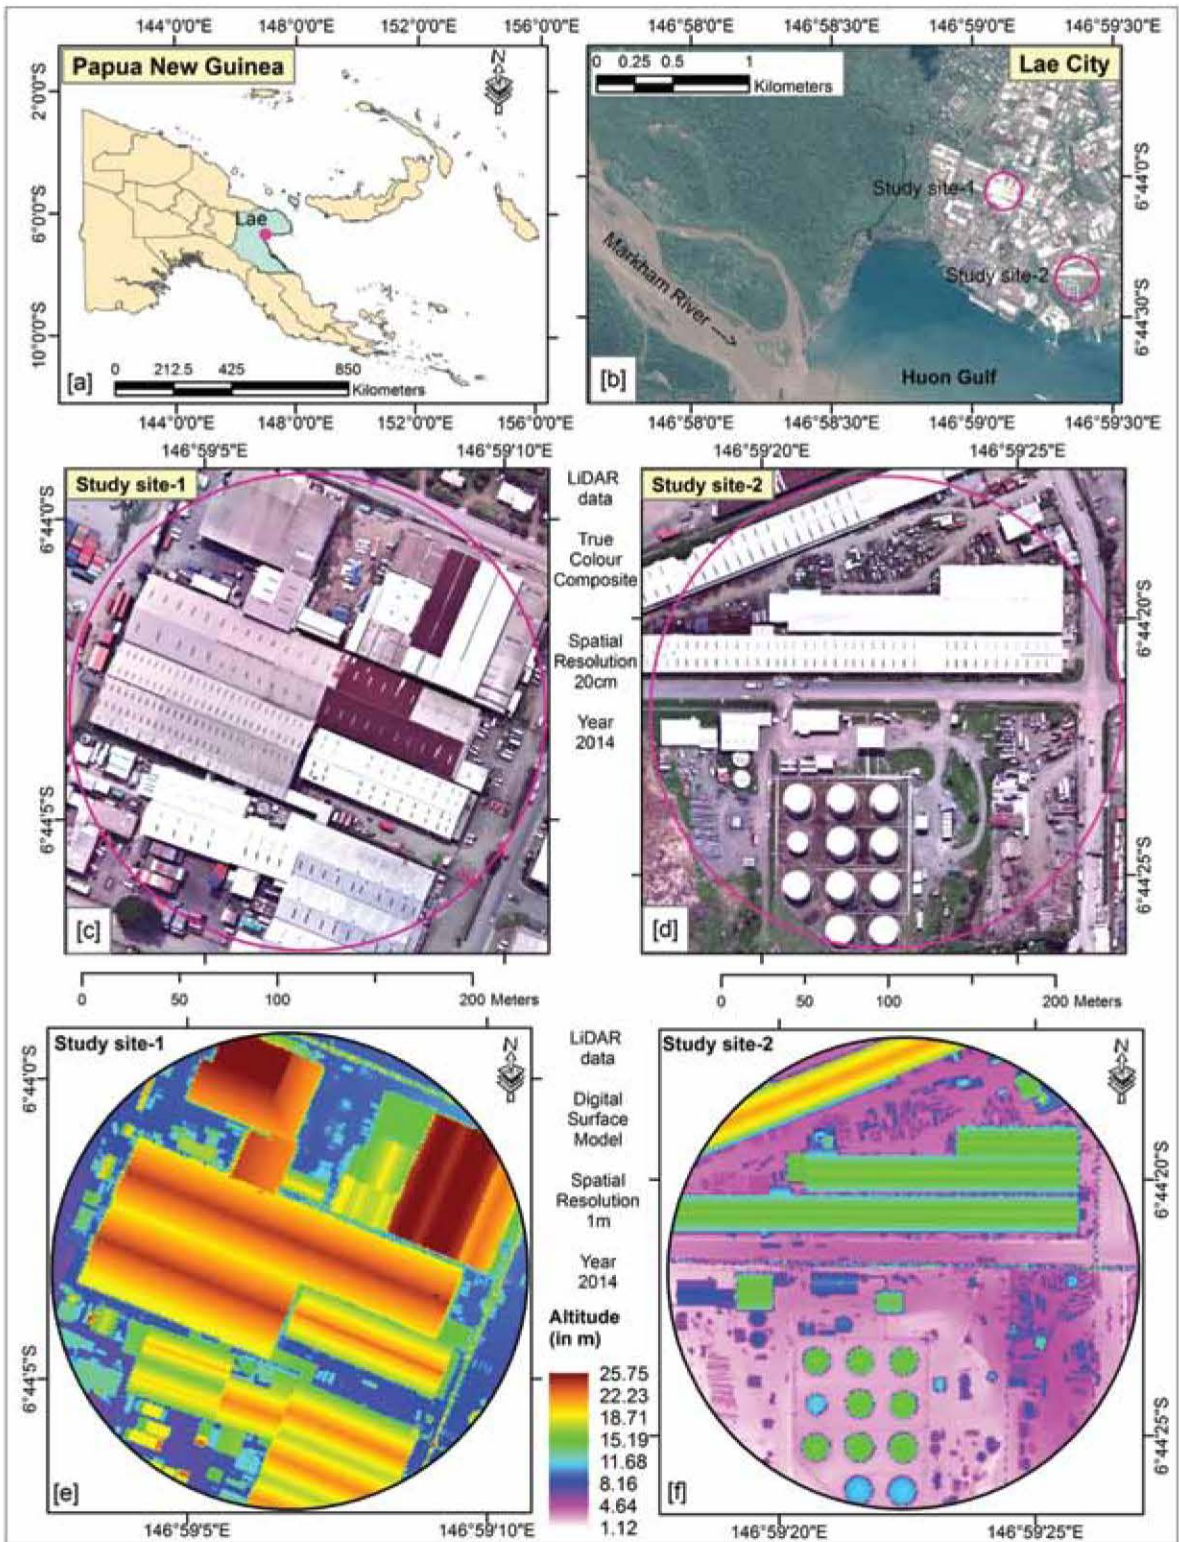 144°0'0"E 148°0'0"E 152°0'0"E 156°0'0"E
146°58'0"E 146°58'30"E 146°59'0"E 146°59'30"E
Papua New Guinea
N
2°0'0"S
6°0'0"S
10°0'0"S
Lae
0 212.5 425 850
Kilometers
[a]
144°0'0"E 148°0'0"E 152°0'0"E 156°0'0"E
0 0.25 0.5 1
Kilometers
Lae City
Study site-1
Study site-2
Markham River --->
Huon Gulf
[b]
6°44'0"S
6°44'30"S
146°58'0"E 146°58'30"E 146°59'0"E 146°59'30"E
146°59'5"E 146°59'10"E
Study site-1
6°44'0"S
6°44'5"S
[c]
0 50 100 200 Meters
LiDAR
data
True
Colour
Composite
Spatial
Resolution
20cm
Year
2014
146°59'20"E 146°59'25"E
Study site-2
6°44'20"S
6°44'25"S
[d]
0 50 100 200 Meters
Study site-1
N
6°44'0"S
6°44'5"S
[e]
146°59'5"E 146°59'10"E
LiDAR
data
Digital
Surface
Model
Spatial
Resolution
1m
Year
2014
Altitude
(in m)
25.75
22.23
18.71
15.19
11.68
8.16
4.64
1.12
Study site-2
N
6°44'20"S
6°44'25"S
[f]
146°59'20"E 146°59'25"E